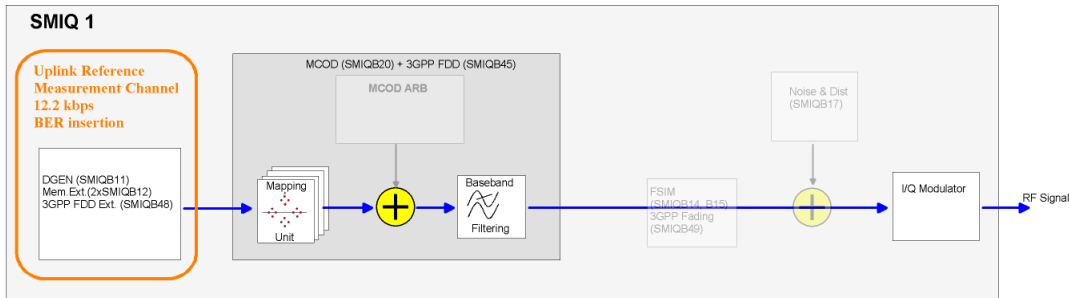 SMIQ 1
Uplink Reference
Measurement Channel
12.2 kbps
BER insertion
DGEN (SMIQB11)
Mem.Ext.(2xSMIQB12)
3GPP FDD Ext. (SMIQB48)
MCOD (SMIQB20) + 3GPP FDD (SMIQB45)
MCOD ARB
Mapping
Unit
Baseband
Filtering
FSIM
(SMIQB14, B15)
3GPP Fading
(SMIQB49)
Noise & Dist
(SMIQB17)
I/Q Modulator
RF Signal